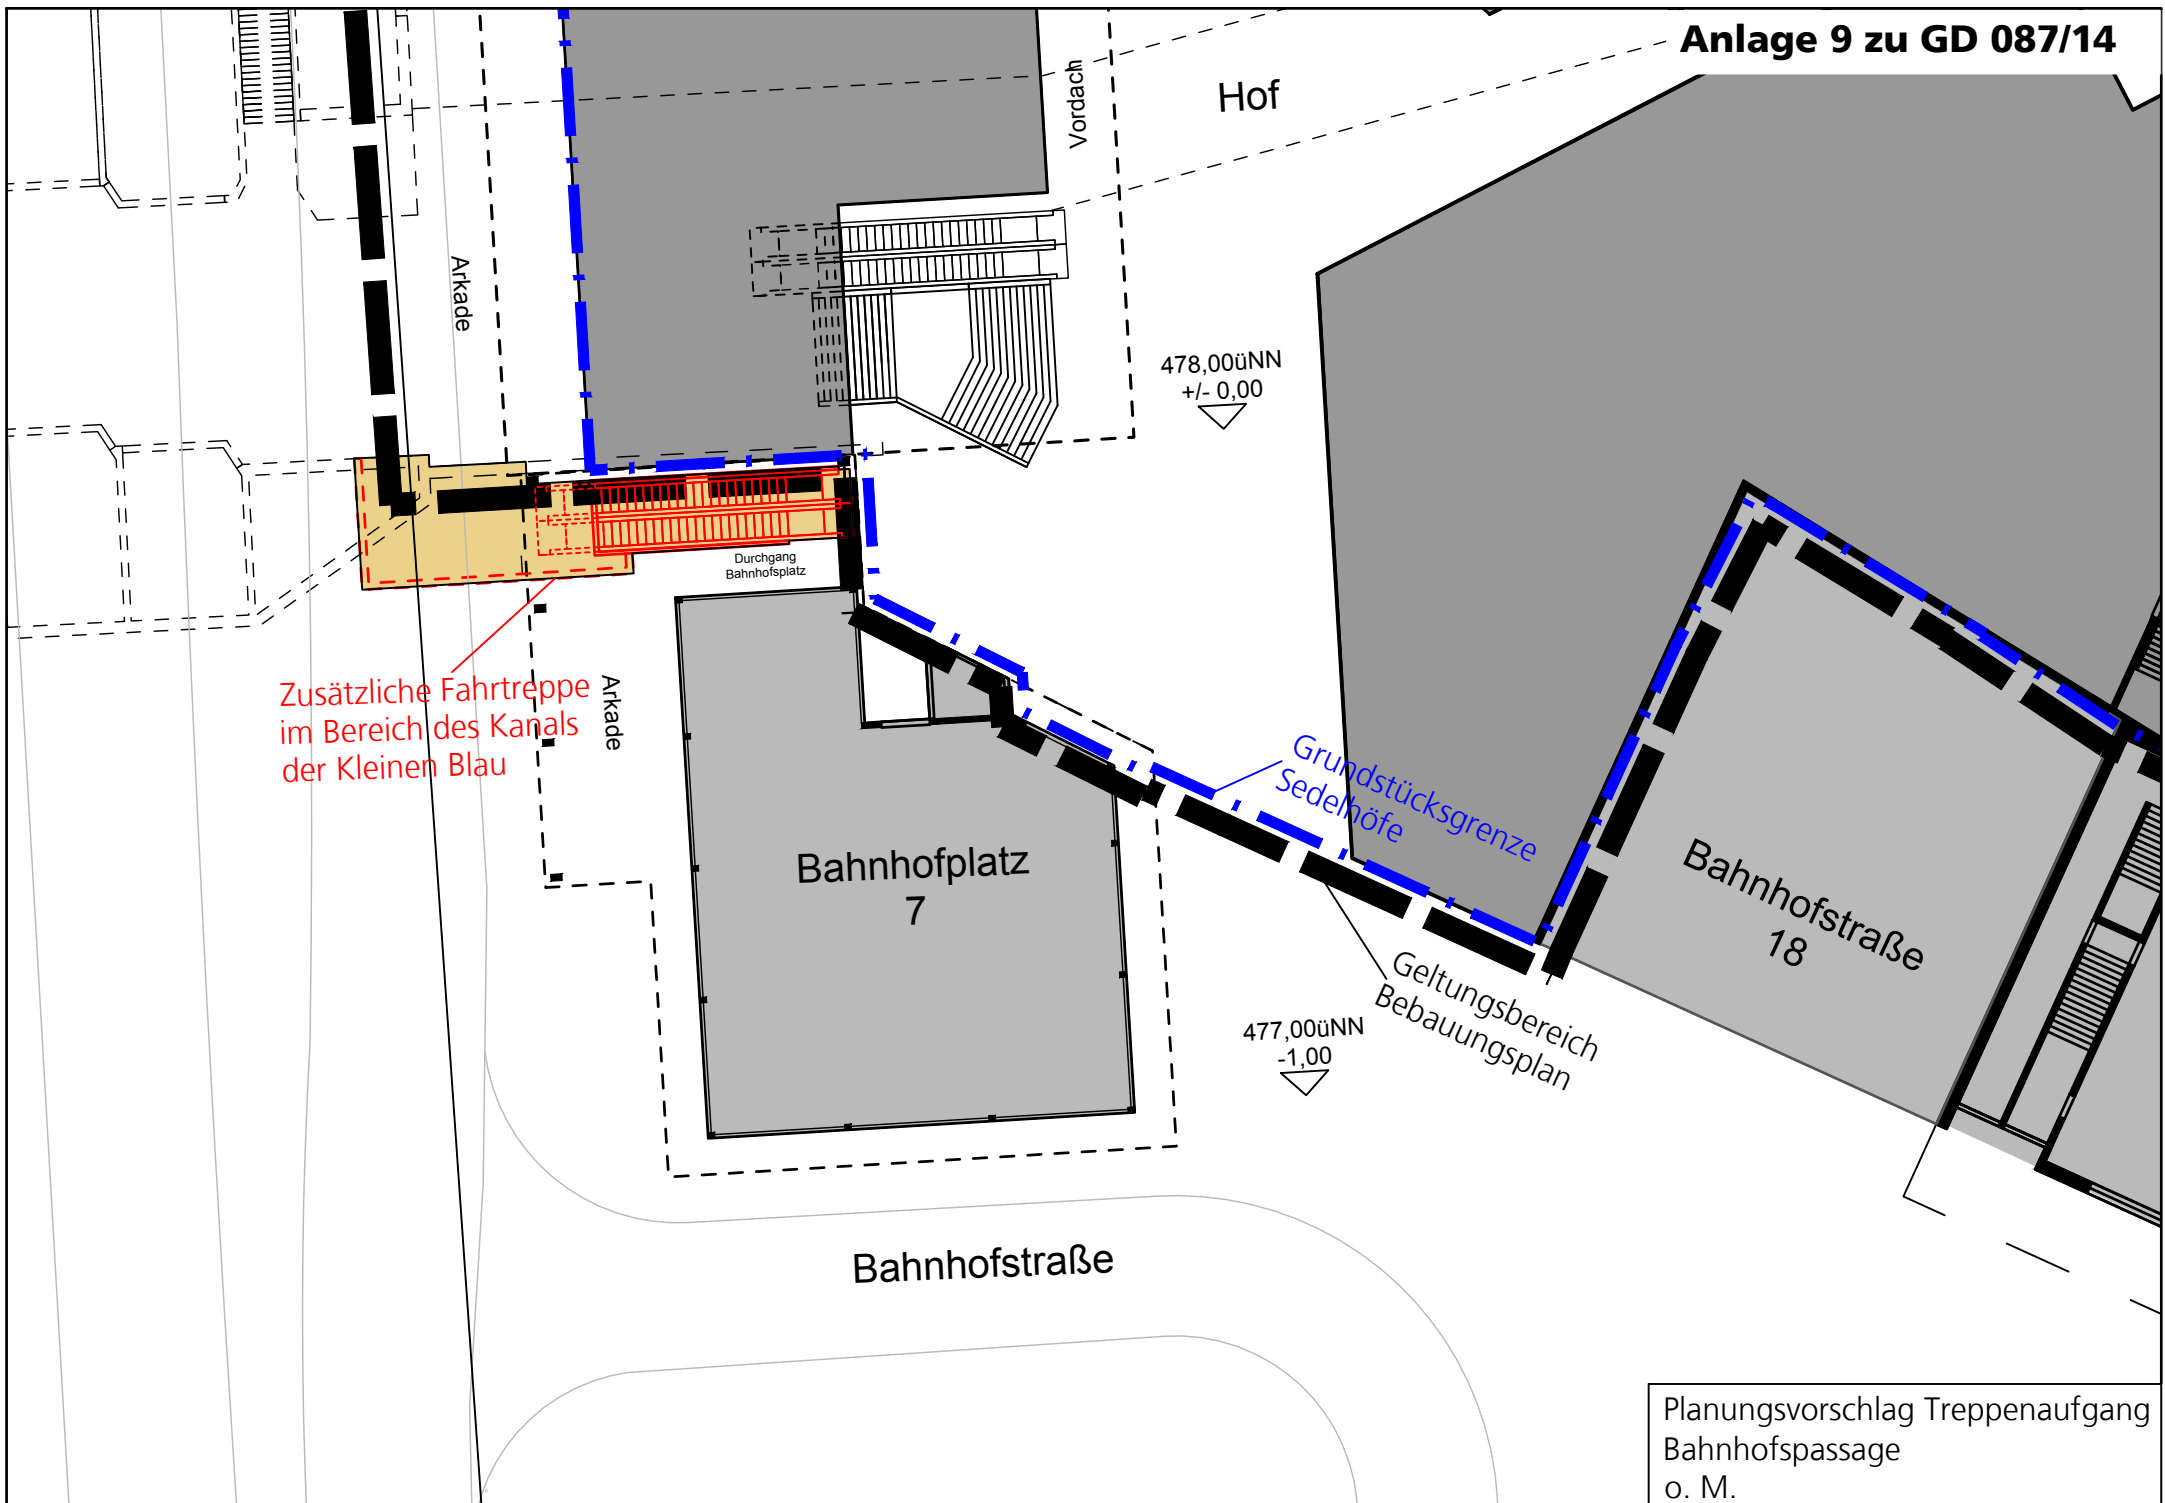 Anlage 9 zu GD 087/14
Vordach
Hof
Arkade
478,00üNN
+/- 0,00
Durchgang
Bahnhofsplatz
Zusätzliche Fahrtreppe
im Bereich des Kanals
der Kleinen Blau
Arkade
Grundstücksgrenze
Sedelhöfe
Bahnhofplatz
7
Bahnhofstraße
18
Geltungsbereich
Bebauungsplan
477,00üNN
-1,00
Bahnhofstraße
Planungsvorschlag Treppenaufgang
Bahnhofspassage
o. M.